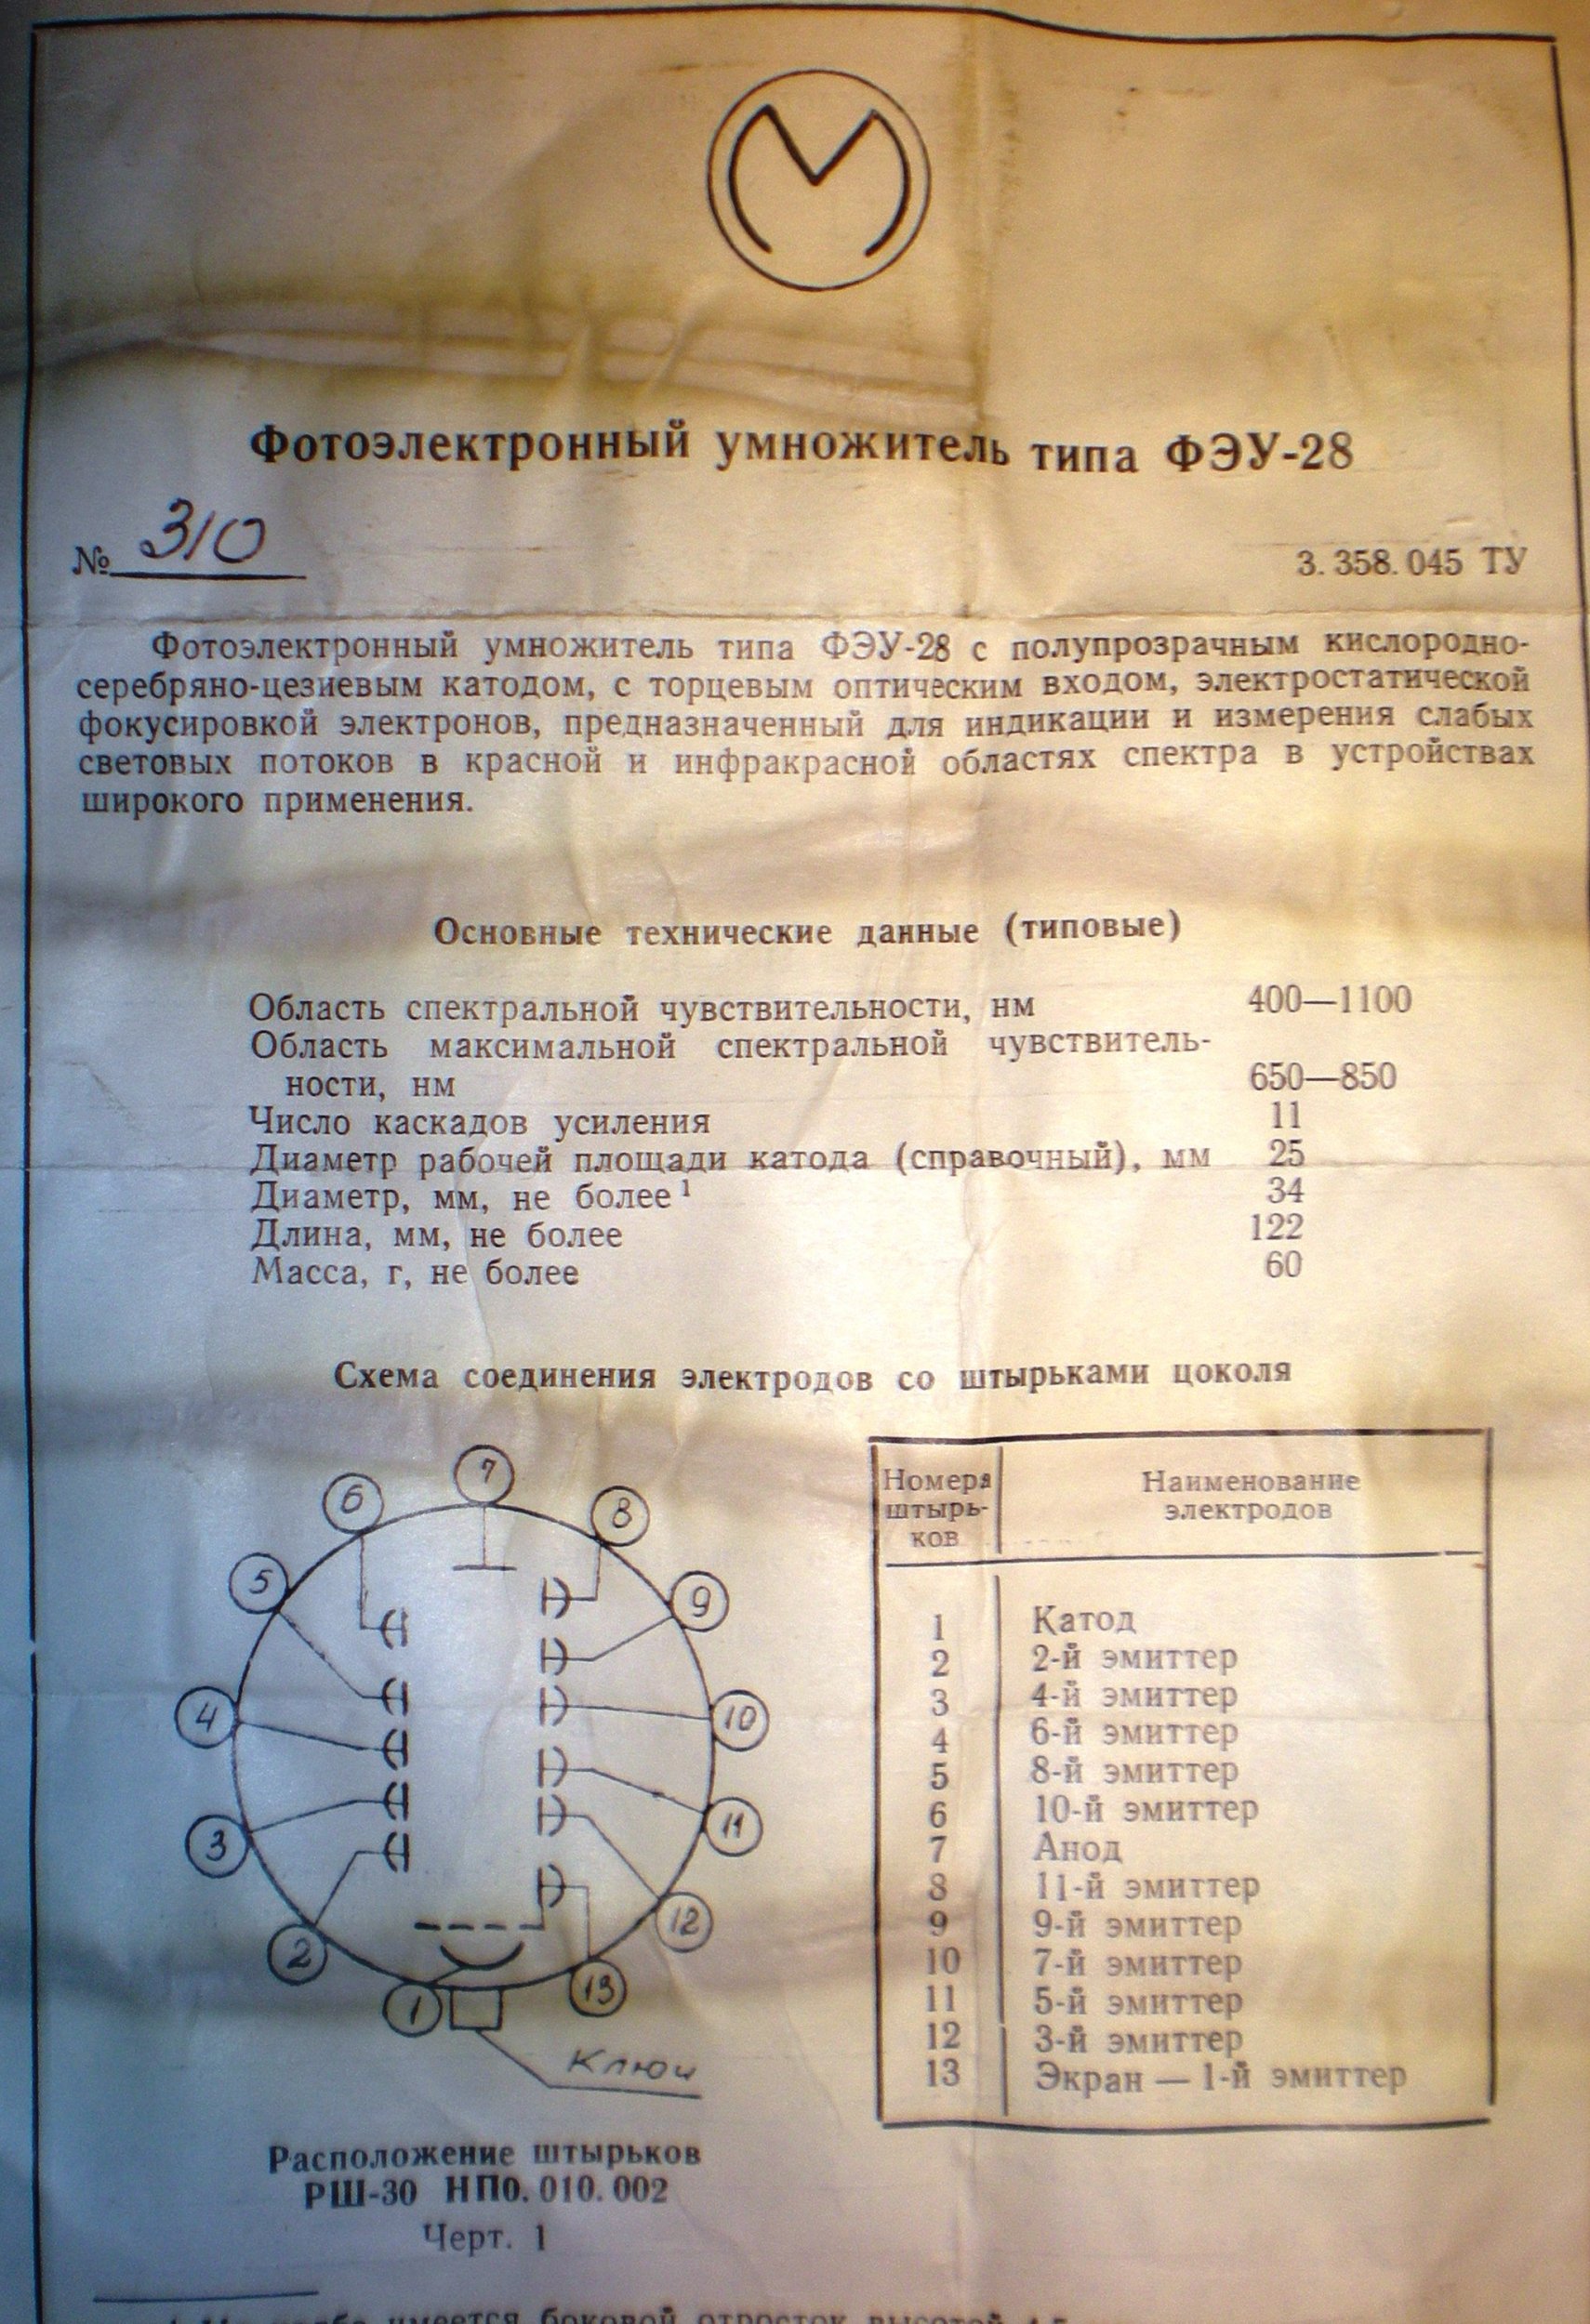 Фотоэлектронный умножитель типа ФЭУ-28
№ 310
3.358.045 ТУ
Фотоэлектронный умножитель типа ФЭУ-28 с полупрозрачным кислородно-
серебряно-цезиевым катодом, с торцевым оптическим входом, электростатической
фокусировкой электронов, предназначенный для индикации и измерения слабых
световых потоков в красной и инфракрасной областях спектра в устройствах
широкого применения.
Основные технические данные (типовые)
Область спектральной чувствительности, нм 400—1100
Область максимальной спектральной чувствитель-
ности, нм 650—850
Число каскадов усиления 11
Диаметр рабочей площади катода (справочный), мм 25
Диаметр, мм, не более¹ 34
Длина, мм, не более 122
Масса, г, не более 60
Схема соединения электродов со штырьками цоколя
7
6
8
5
9
4
10
3
11
2
12
1
13
Ключ
Расположение штырьков
РШ-30 НП0.010.002
Черт. 1
Номера
штырь-
ков
Наименование
электродов
1 Катод
2 2-й эмиттер
3 4-й эмиттер
4 6-й эмиттер
5 8-й эмиттер
6 10-й эмиттер
7 Анод
8 11-й эмиттер
9 9-й эмиттер
10 7-й эмиттер
11 5-й эмиттер
12 3-й эмиттер
13 Экран — 1-й эмиттер
имеется боковой отросток высотой